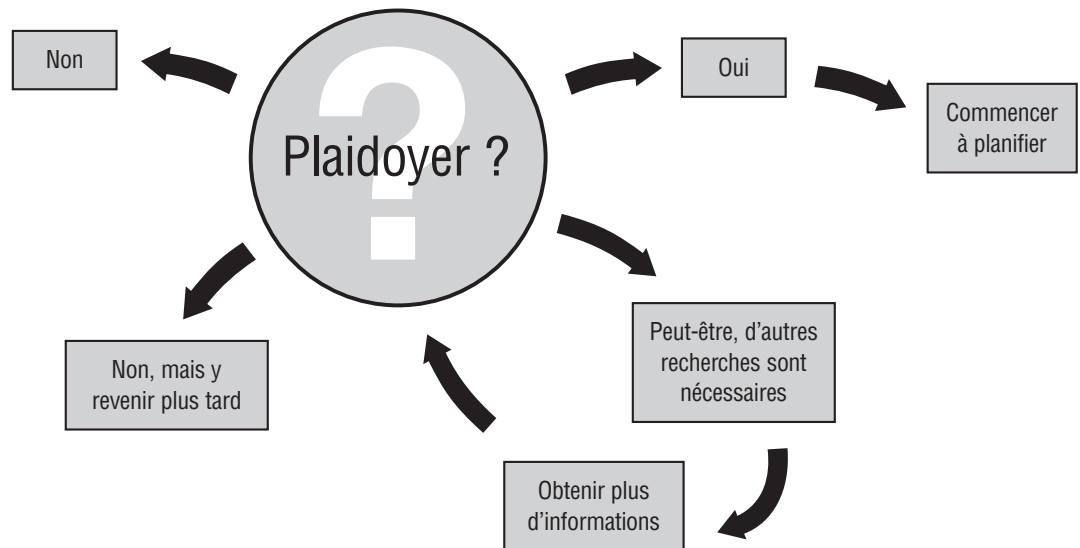 Non
Plaidoyer ?
Oui
Commencer
à planifier
Non, mais y
revenir plus tard
Peut-être, d'autres
recherches sont
nécessaires
Obtenir plus
d'informations